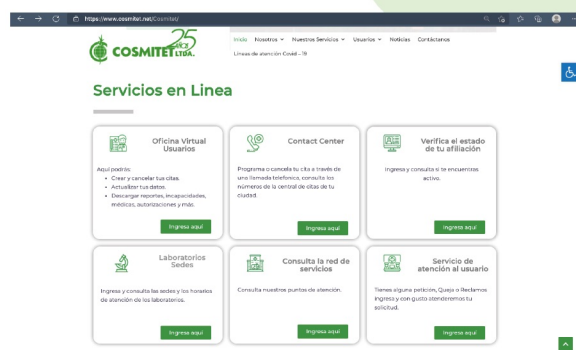 https://www.cosmitet.net/Cosmitet/
COSMITET LTDA.
25
Inicio Nosotros Nuestros Servicios Usuarios Noticias Contáctanos
Líneas de atención Covid – 19
Servicios en Linea
Oficina Virtual
Usuarios
Aquí podrás:
• Crear y cancelar tus citas.
• Actualizar tus datos.
• Descargar reportes, incapacidades,
médicas, autorizaciones y más.
Ingresa aquí
Contact Center
Programa o cancela tu cita a través de
una llamada telefonica, consulta los
números de la central de citas de tu
ciudad.
Ingresa aquí
Verifica el estado
de tu afiliación
Ingresa y consulta si te encuentras
activo.
Ingresa aquí
Laboratorios
Sedes
Ingresa y consulta las sedes y los horarios
de atención de los laboratorios.
Ingresa aquí
Consulta la red de
servicios
Consulta nuestros puntos de atención.
Ingresa aquí
Servicio de
atención al usuario
Tienes alguna petición, Queja o Reclamos
ingresa y con gusto atenderemos tu
solicitud.
Ingresa aquí